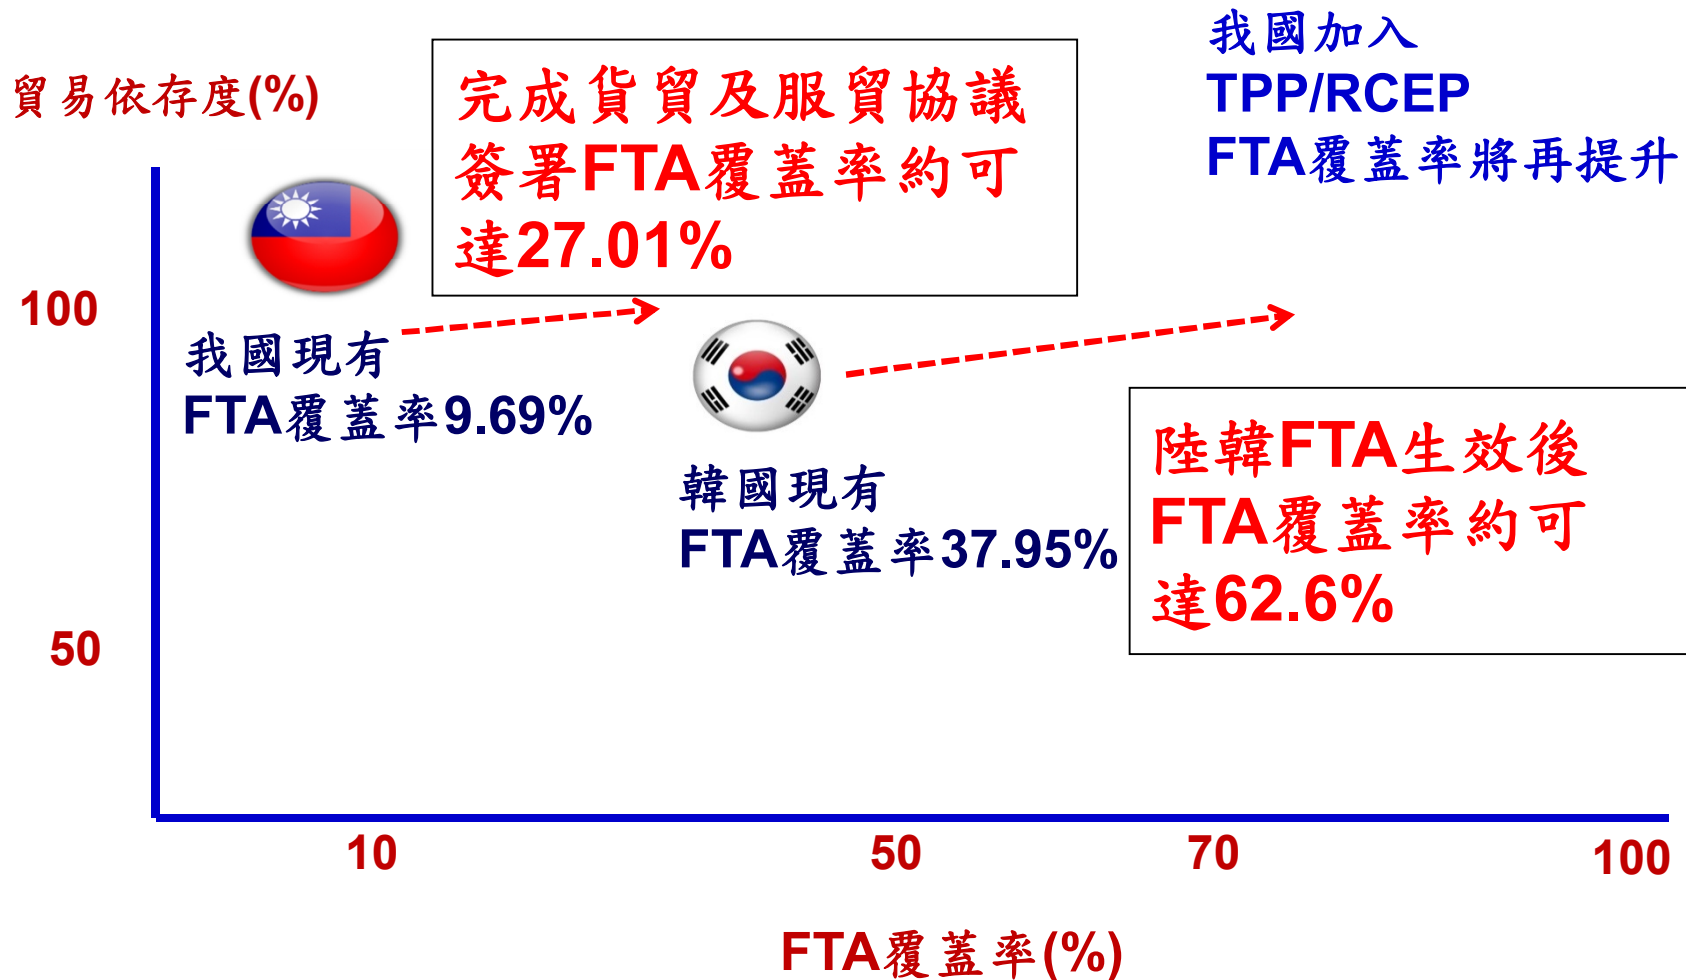 貿易依存度(%)
完成貨貿及服貿協議
簽署FTA覆蓋率約可
達27.01%
我國加入
TPP/RCEP
FTA覆蓋率將再提升
100
我國現有
FTA覆蓋率9.69%
韓國現有
FTA覆蓋率37.95%
陸韓FTA生效後
FTA覆蓋率約可
達62.6%
50
10
50
70
100
FTA覆蓋率(%)